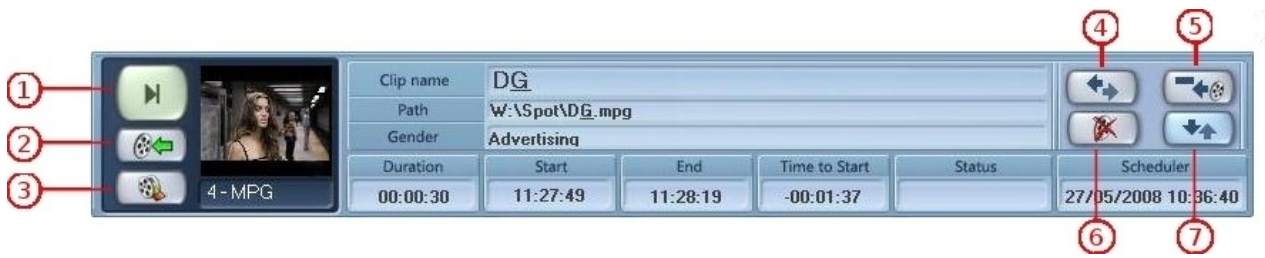 4 5
1 Clip name DG
Path W:\Spot\DG.mpg
2 Gender Advertising
Duration Start End Time to Start Status Scheduler
3 4-MPG 00:00:30 11:27:49 11:28:19 -00:01:37 27/05/2008 10:36:40
6 7